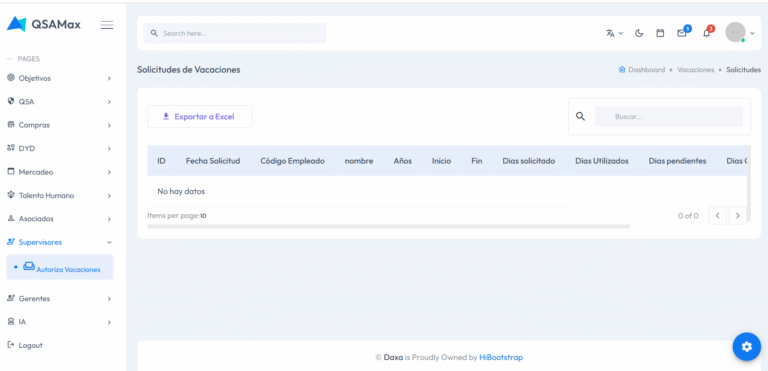 QSAMax
Search here...
5
3
PAGES
Objetivos
QSA
Compras
DYD
Mercadeo
Talento Humano
Asociados
Supervisores
Autoriza Vacaciones
Gerentes
IA
Logout
Solicitudes de Vacaciones
Dashboard • Vacaciones • Solicitudes
Exportar a Excel
Buscar...
ID Fecha Solicitud Código Empleado nombre Años Inicio Fin Dias solicitado Dias Utilizados Dias pendientes Dias
No hay datos
Items per page:10
0 of 0
© Daxa is Proudly Owned by HiBootstrap